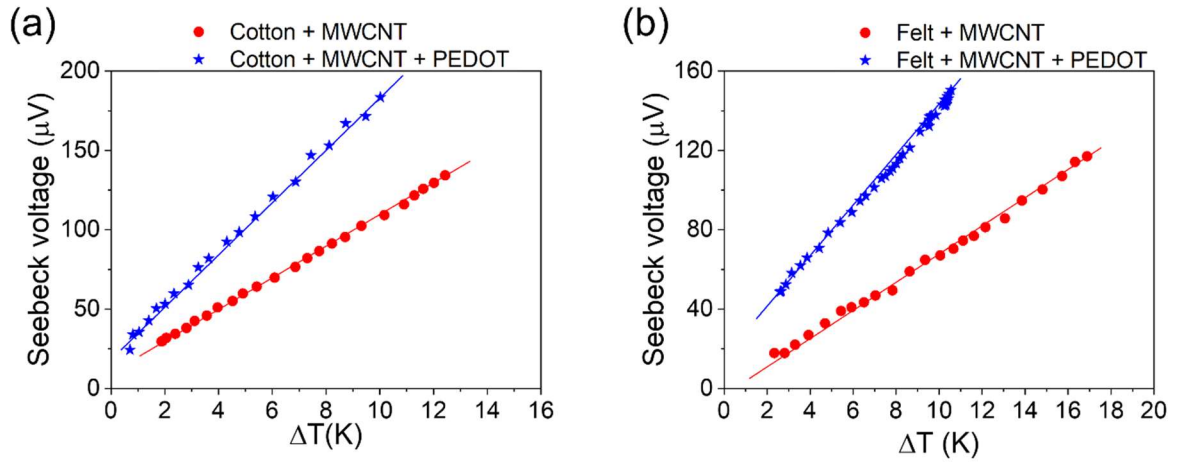 (a)
Cotton + MWCNT
Cotton + MWCNT + PEDOT
200
150
100
50
0
Seebeck voltage (μV)
0 2 4 6 8 10 12 14 16
ΔT(K)
(b)
Felt + MWCNT
Felt + MWCNT + PEDOT
160
120
80
40
0
Seebeck voltage (μV)
0 2 4 6 8 10 12 14 16 18 20
ΔT (K)